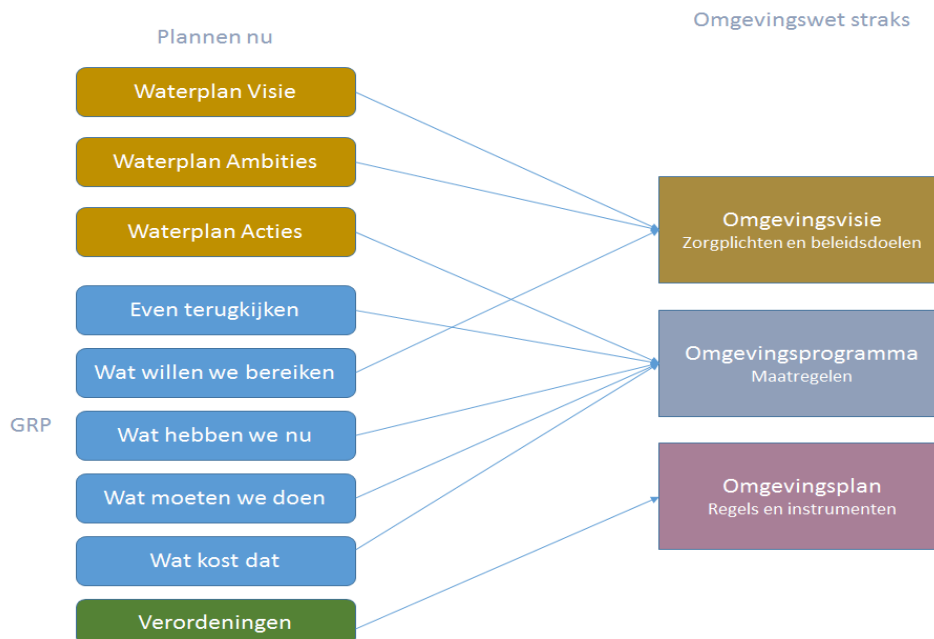 Plannen nu
Omgevingswet straks
Waterplan Visie
Waterplan Ambities
Waterplan Acties
Even terugkijken
Wat willen we bereiken
GRP
Wat hebben we nu
Wat moeten we doen
Wat kost dat
Verordeningen
Omgevingsvisie
Zorgplichten en beleidsdoelen
Omgevingsprogramma
Maatregelen
Omgevingsplan
Regels en instrumenten